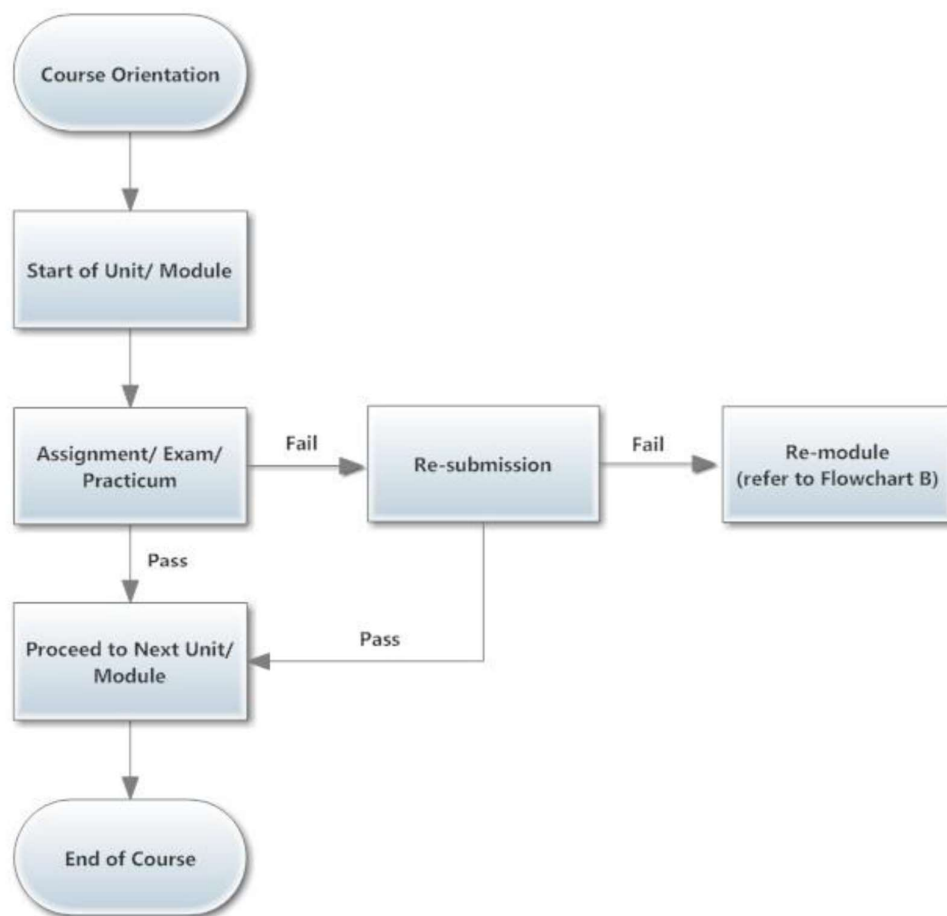 Course Orientation
Start of Unit/ Module
Assignment/ Exam/
Practicum
Fail
Re-submission
Fail
Re-module
(refer to Flowchart B)
Pass
Proceed to Next Unit/
Module
Pass
End of Course